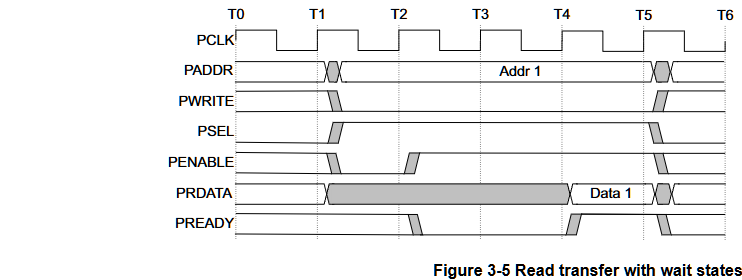 T0 T1 T2 T3 T4 T5 T6
PCLK
PADDR Addr 1
PWRITE
PSEL
PENABLE
PRDATA Data 1
PREADY
Figure 3-5 Read transfer with wait states